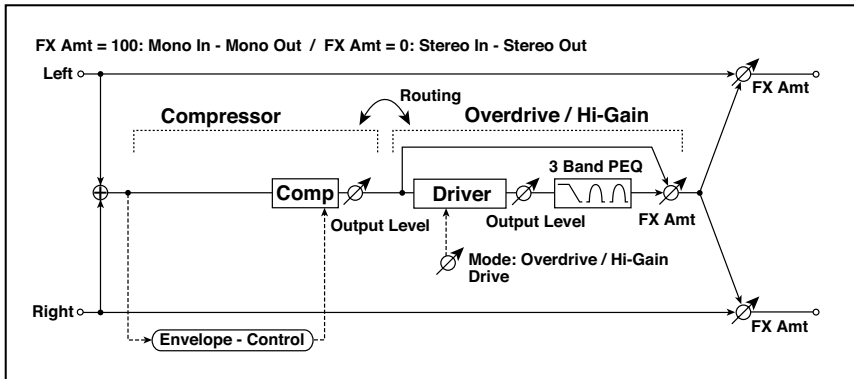 FX Amt = 100: Mono In - Mono Out / FX Amt = 0: Stereo In - Stereo Out
Left
FX Amt
Routing
Compressor
Overdrive / Hi-Gain
3 Band PEQ
Comp
Driver
Output Level
Output Level
FX Amt
Mode: Overdrive / Hi-Gain
Drive
Right
FX Amt
Envelope - Control